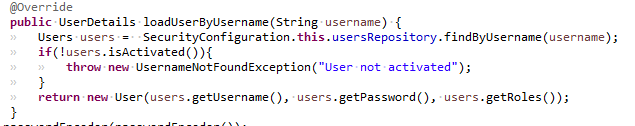 @Override
public UserDetails loadUserByUsername(String username) {
Users users = SecurityConfiguration.this.usersRepository.findByUsername(username);
if(!users.isActivated()){
throw new UsernameNotFoundException("User not activated");
}
return new User(users.getUsername(), users.getPassword(), users.getRoles());
}